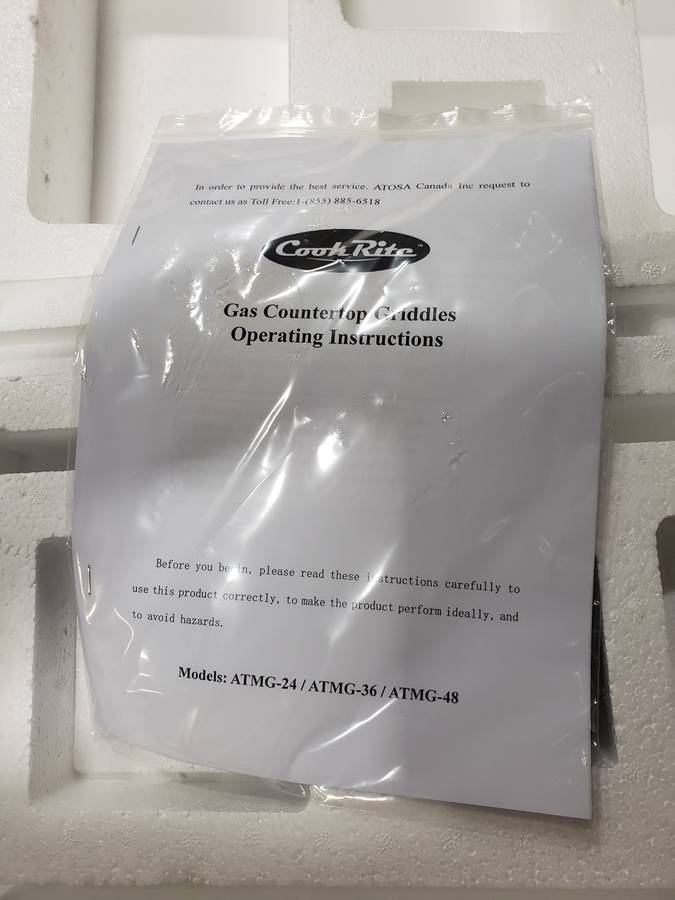 In order to provide the best service. ATOSA Canada Inc request to
contact us as Toll Free:1-(855) 885-6518
CookRite™
Gas Countertop Griddles
Operating Instructions
Before you begin, please read these instructions carefully to
use this product correctly, to make the product perform ideally, and
to avoid hazards.
Models: ATMG-24 / ATMG-36 / ATMG-48